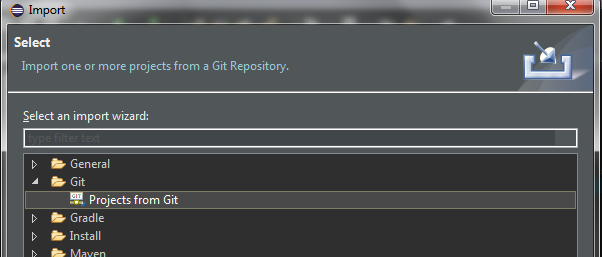 Import
Select
Import one or more projects from a Git Repository.
Select an import wizard:
type filter text
General
Git
GIT
Projects from Git
Gradle
Install
Maven